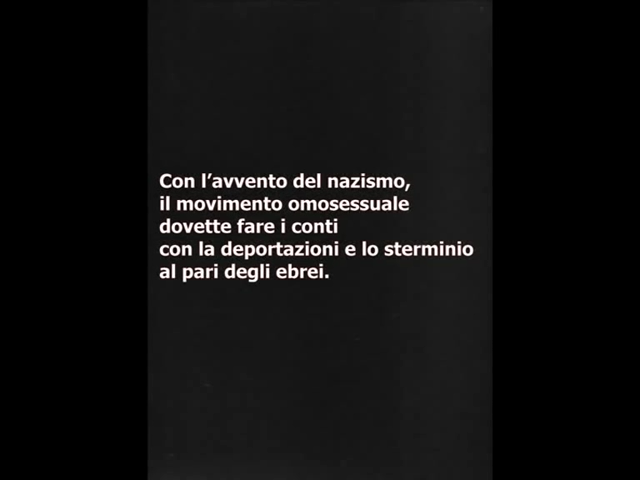 Con l’avvento del nazismo,
il movimento omosessuale
dovette fare i conti
con la deportazioni e lo sterminio
al pari degli ebrei.